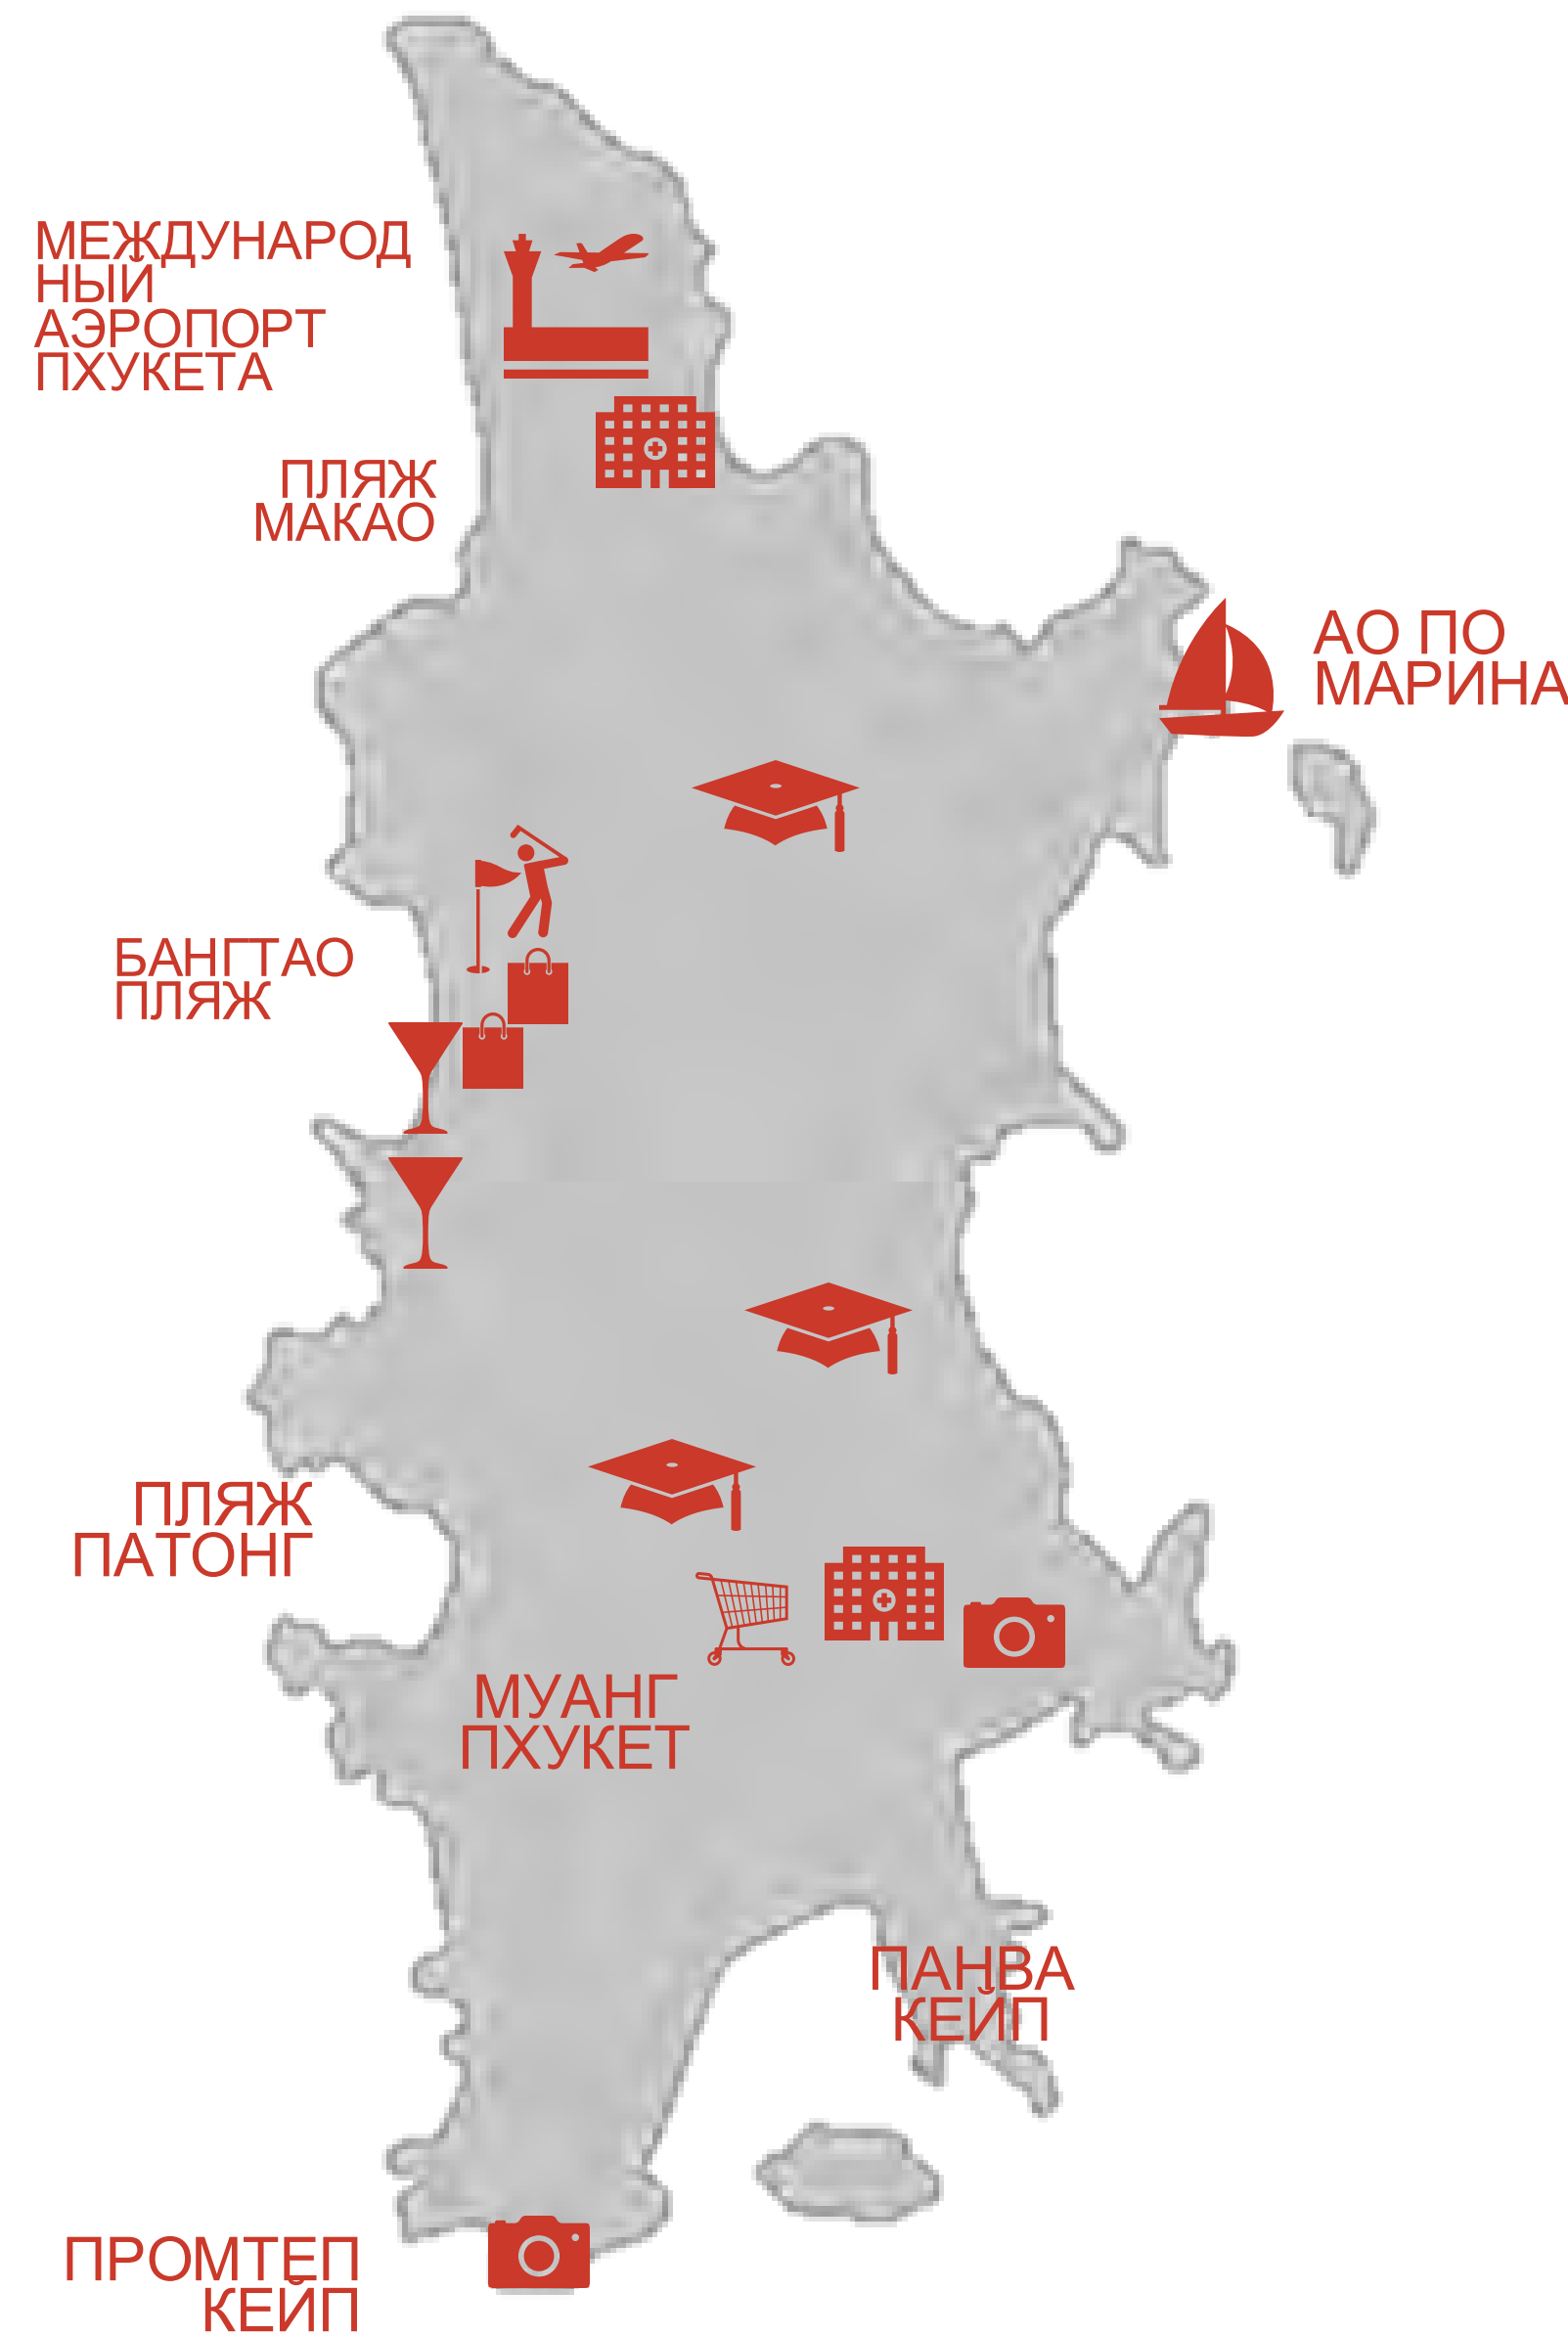 МЕЖДУНАРОД
НЫЙ
АЭРОПОРТ
ПХУКЕТА
ПЛЯЖ
МАКАО
АО ПО
МАРИНА
БАНГТАО
ПЛЯЖ
ПЛЯЖ
ПАТОНГ
МУАНГ
ПХУКЕТ
ПАНВА
КЕЙП
ПРОМТЕП
КЕЙП